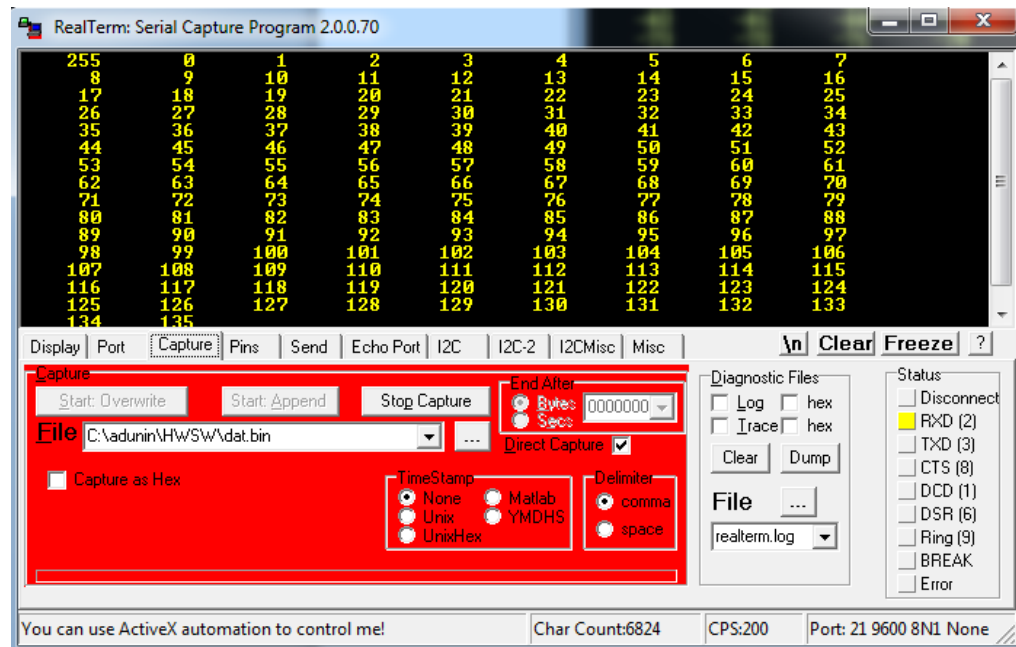 RealTerm: Serial Capture Program 2.0.0.70
255 0 1 2 3 4 5 6 7
8 9 10 11 12 13 14 15 16
17 18 19 20 21 22 23 24 25
26 27 28 29 30 31 32 33 34
35 36 37 38 39 40 41 42 43
44 45 46 47 48 49 50 51 52
53 54 55 56 57 58 59 60 61
62 63 64 65 66 67 68 69 70
71 72 73 74 75 76 77 78 79
80 81 82 83 84 85 86 87 88
89 90 91 92 93 94 95 96 97
98 99 100 101 102 103 104 105 106
107 108 109 110 111 112 113 114 115
116 117 118 119 120 121 122 123 124
125 126 127 128 129 130 131 132 133
134 135
Display Port Capture Pins Send Echo Port I2C I2C-2 I2CMisc Misc \n Clear Freeze ?
Capture
Start: Overwrite Start: Append Stop Capture
End After
Bytes 0000000
Secs
File C:\adunin\HWSW\dat.bin ...
Direct Capture
Capture as Hex
TimeStamp
None Matlab
Unix YMDHS
UnixHex
Delimiter
comma
space
Diagnostic Files
Log hex
Trace hex
Clear Dump
File ...
realterm.log
Status
Disconnect
RXD (2)
TXD (3)
CTS (8)
DCD (1)
DSR (6)
Ring (9)
BREAK
Error
You can use ActiveX automation to control me! Char Count:6824 CPS:200 Port: 21 9600 8N1 None